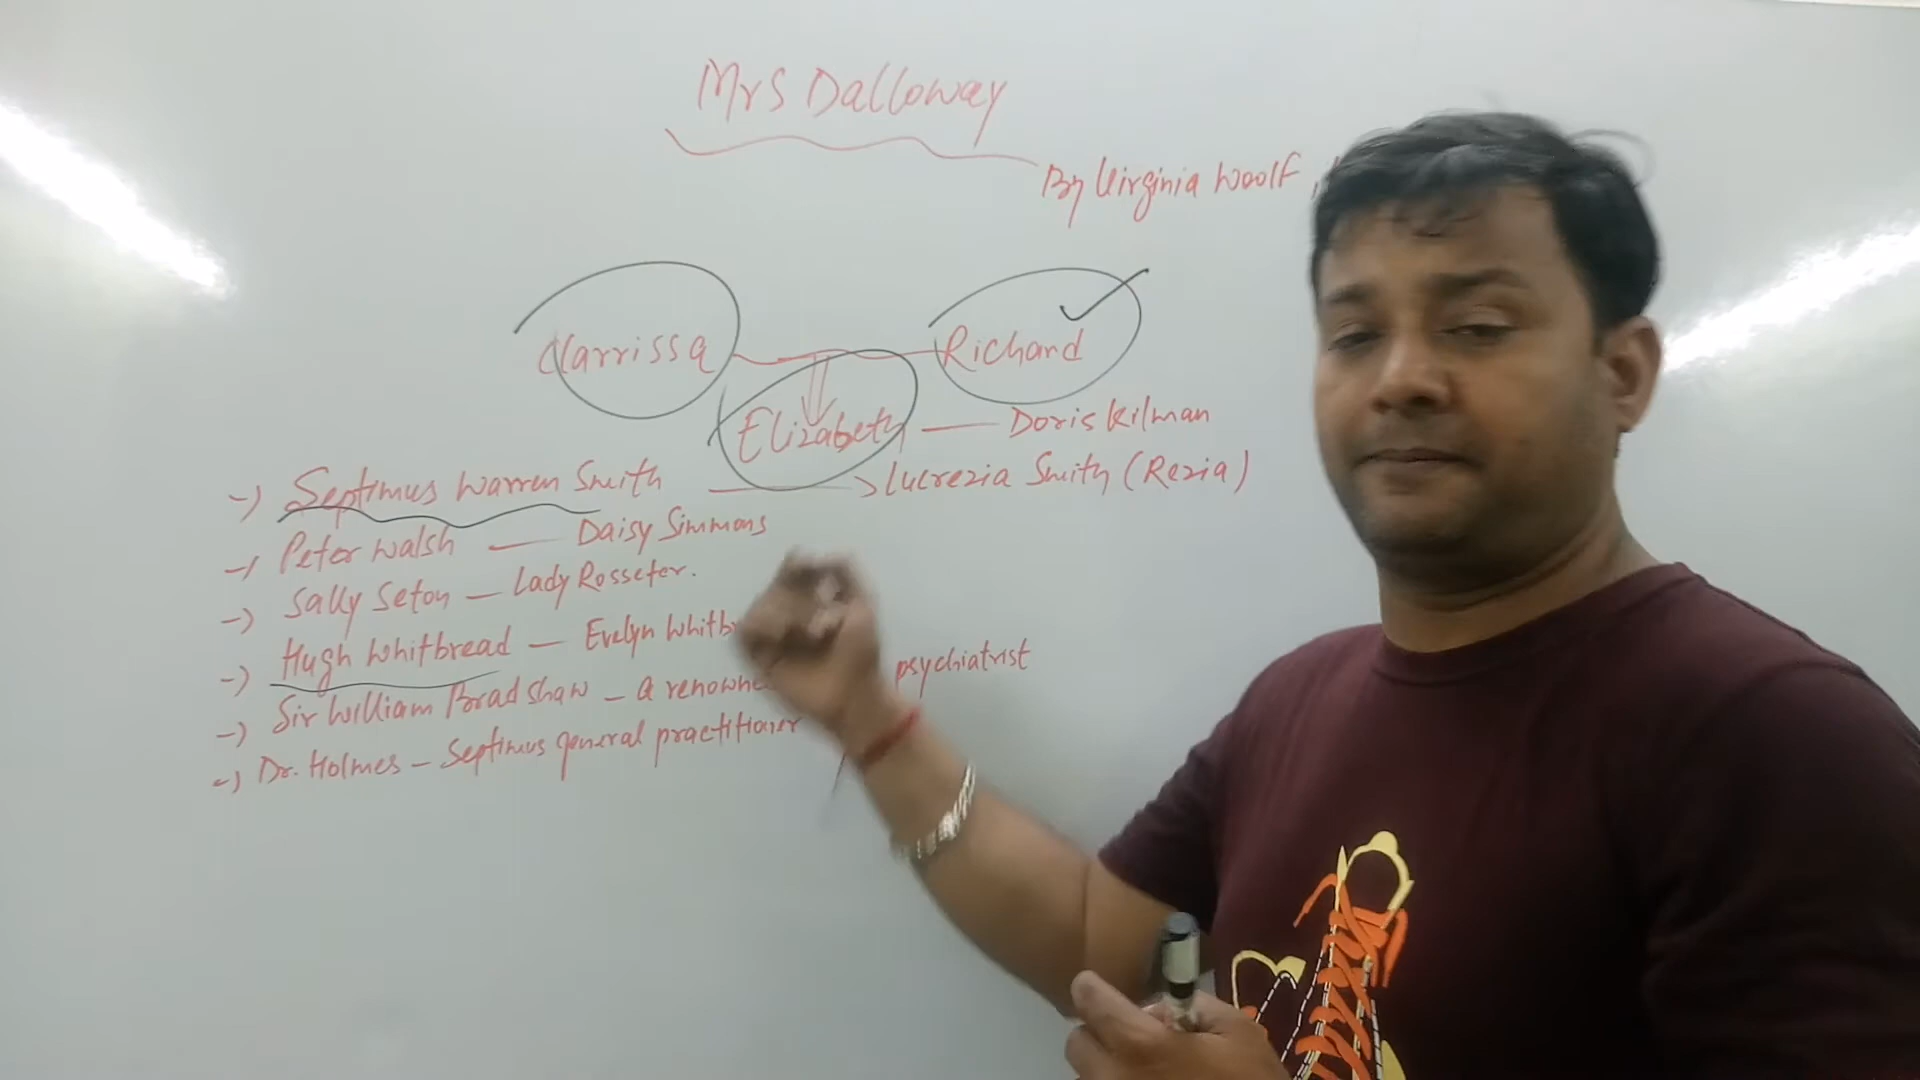 Mrs Dalloway
By Virginia Woolf
Clarrissa Richard
Elizabeth — Doris Kilman
-) Septimus Warren Smith → Lucrezia Smith (Rezia)
-) Peter Walsh — Daisy Simmons
-) Sally Seton — Lady Rosseter.
-) Hugh Whitbread — Evelyn
-) Sir William Bradshaw – a psychiatrist
-) Dr. Holmes – Septimus general practitioner